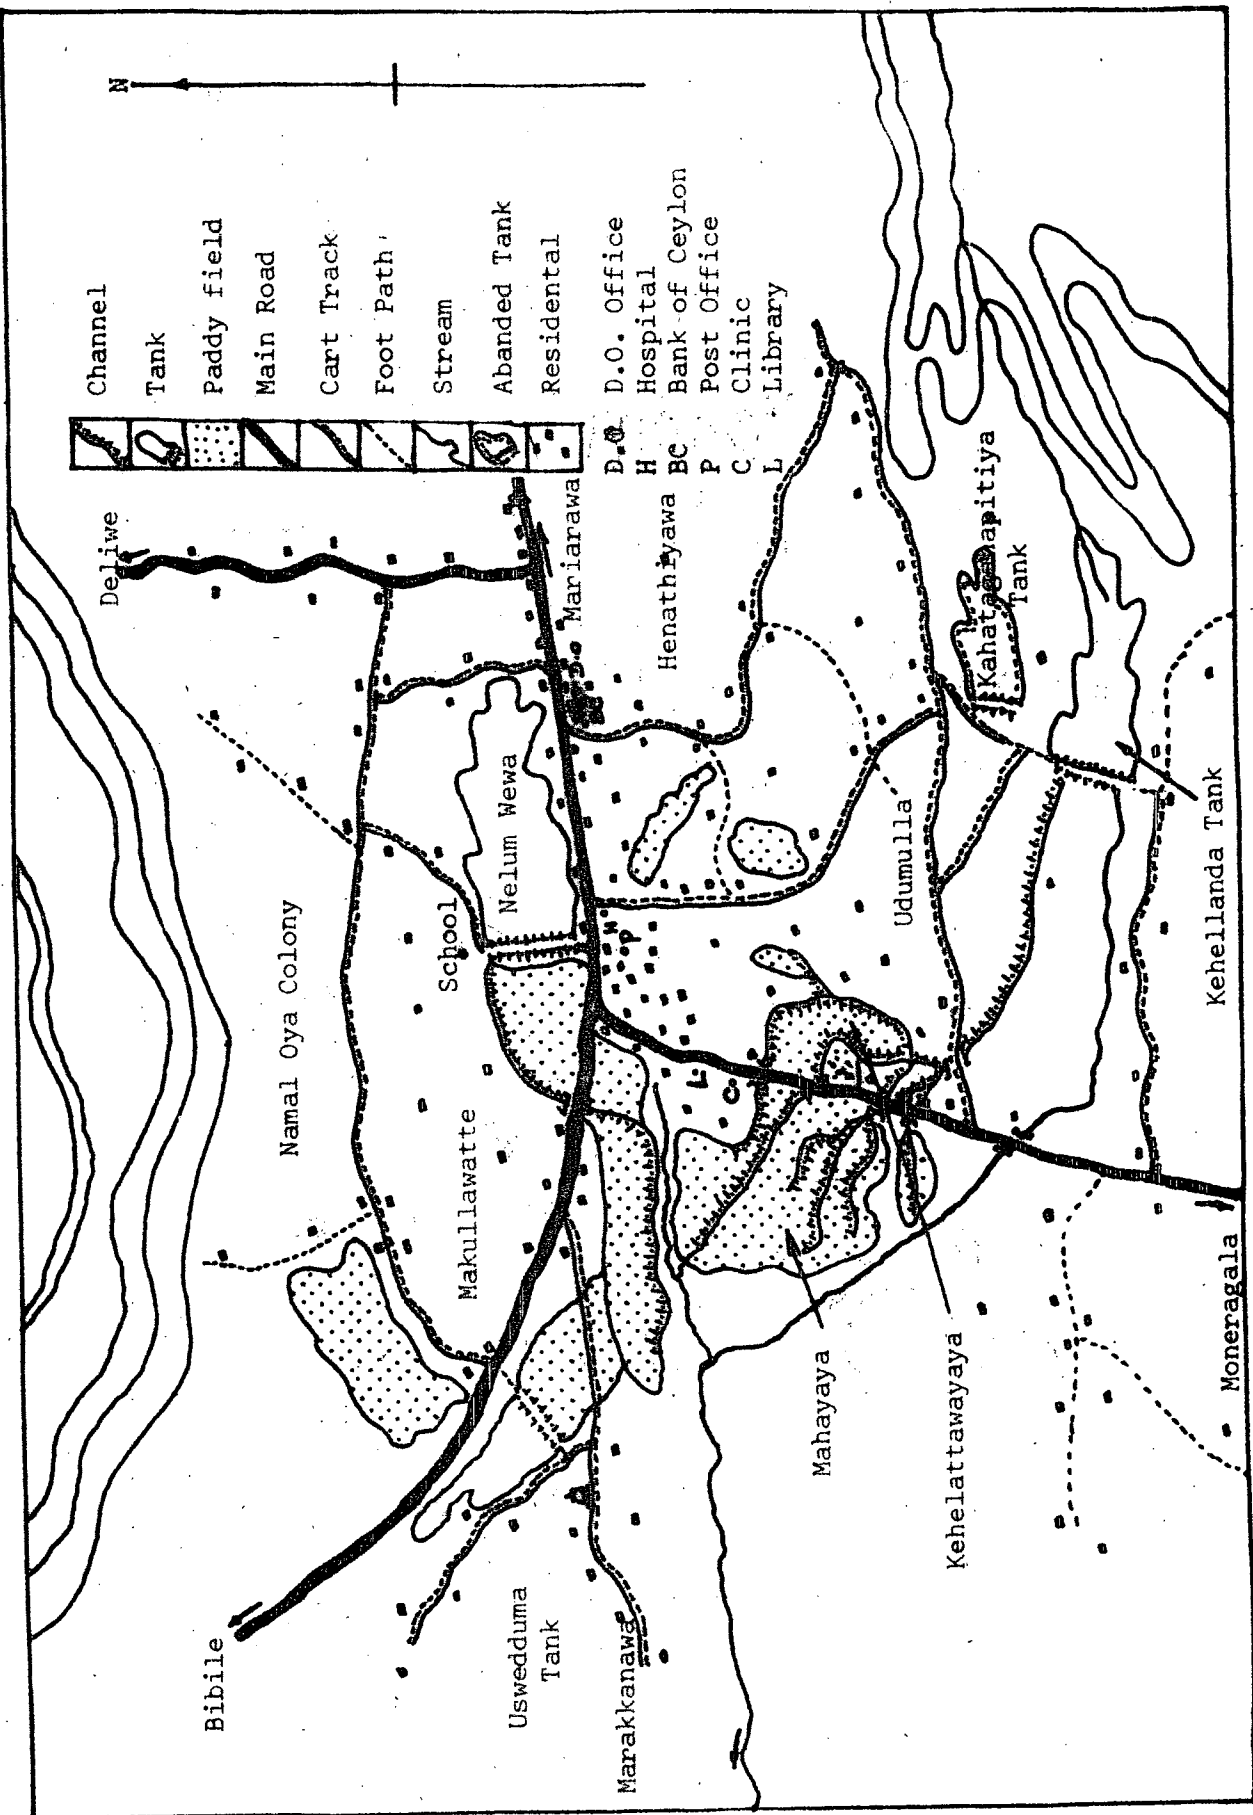 N
Channel
Tank
Paddy field
Main Road
Cart Track
Foot Path
Stream
Abanded Tank
Residental
D.O D.O. Office
H Hospital
BC Bank of Ceylon
P Post Office
C Clinic
L Library
Deliwe
Mariarawa
D.O
BC
Henathiyawa
Kahatagahapitiya
Tank
Namal Oya Colony
School
Nelum Wewa
H
P
Udumulla
Kehellanda Tank
Makullawatte
L
C
Bibile
Uswedduma
Tank
Marakkanawa
Mahayaya
Kehelattawayaya
Moneragala